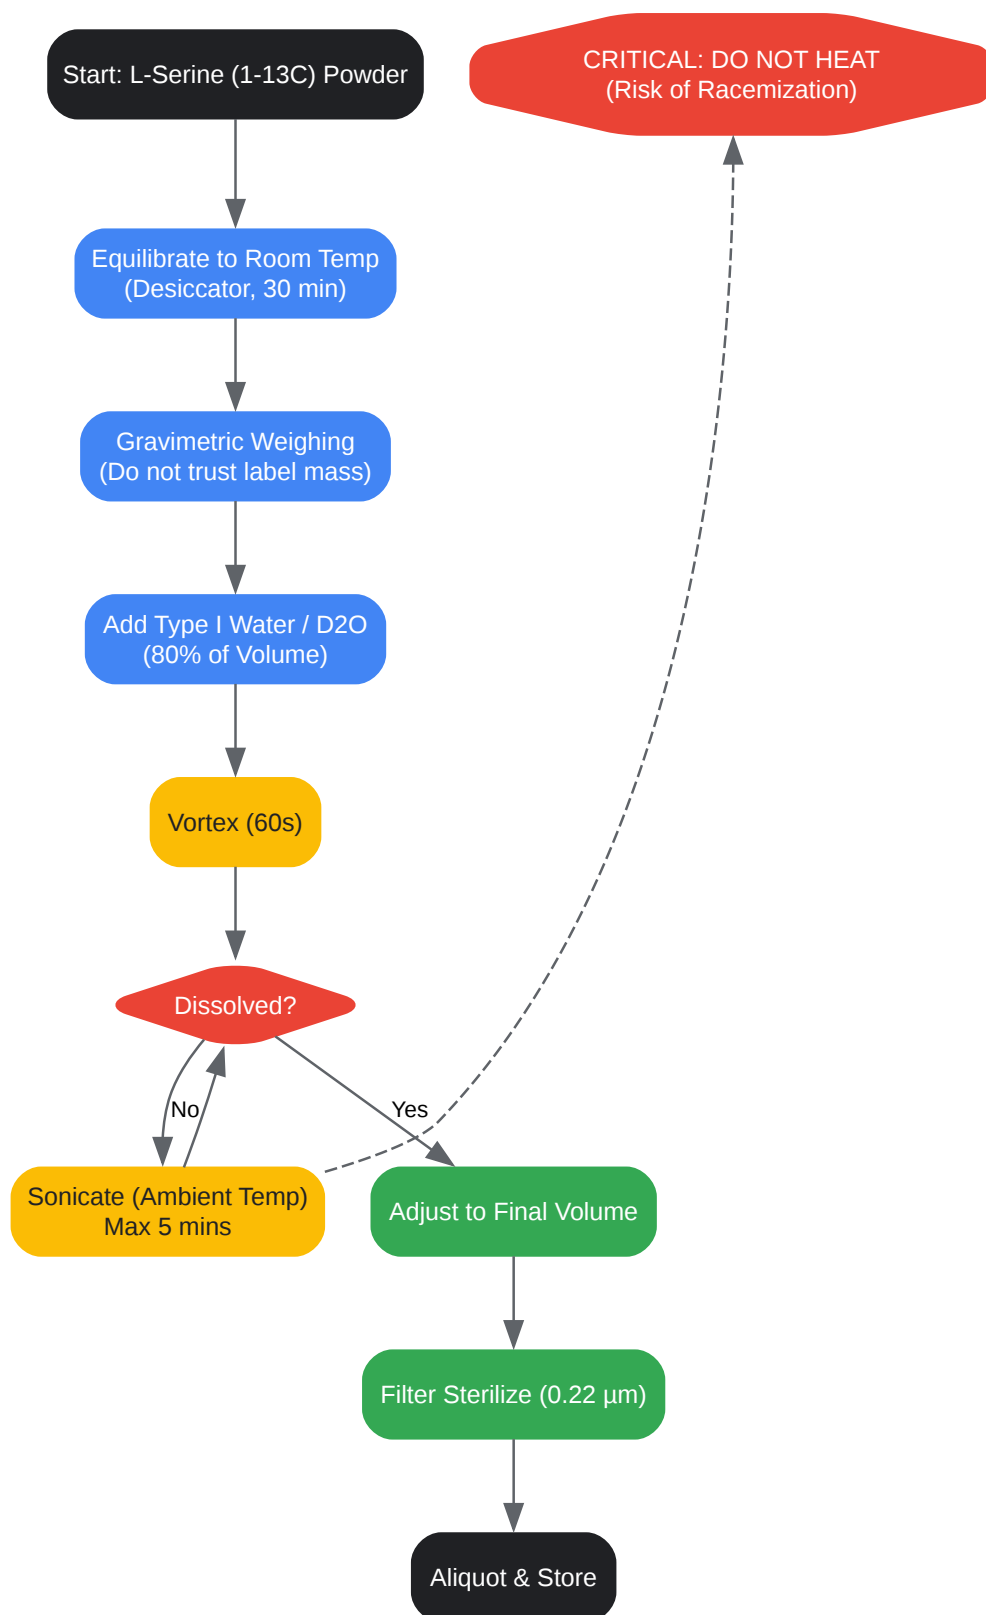 Start: L-Serine (1-13C) Powder
CRITICAL: DO NOT HEAT
(Risk of Racemization)
Equilibrate to Room Temp
(Desiccator, 30 min)
Gravimetric Weighing
(Do not trust label mass)
Add Type I Water / D2O
(80% of Volume)
Vortex (60s)
Dissolved?
No
Yes
Sonicate (Ambient Temp)
Max 5 mins
Adjust to Final Volume
Filter Sterilize (0.22 µm)
Aliquot & Store